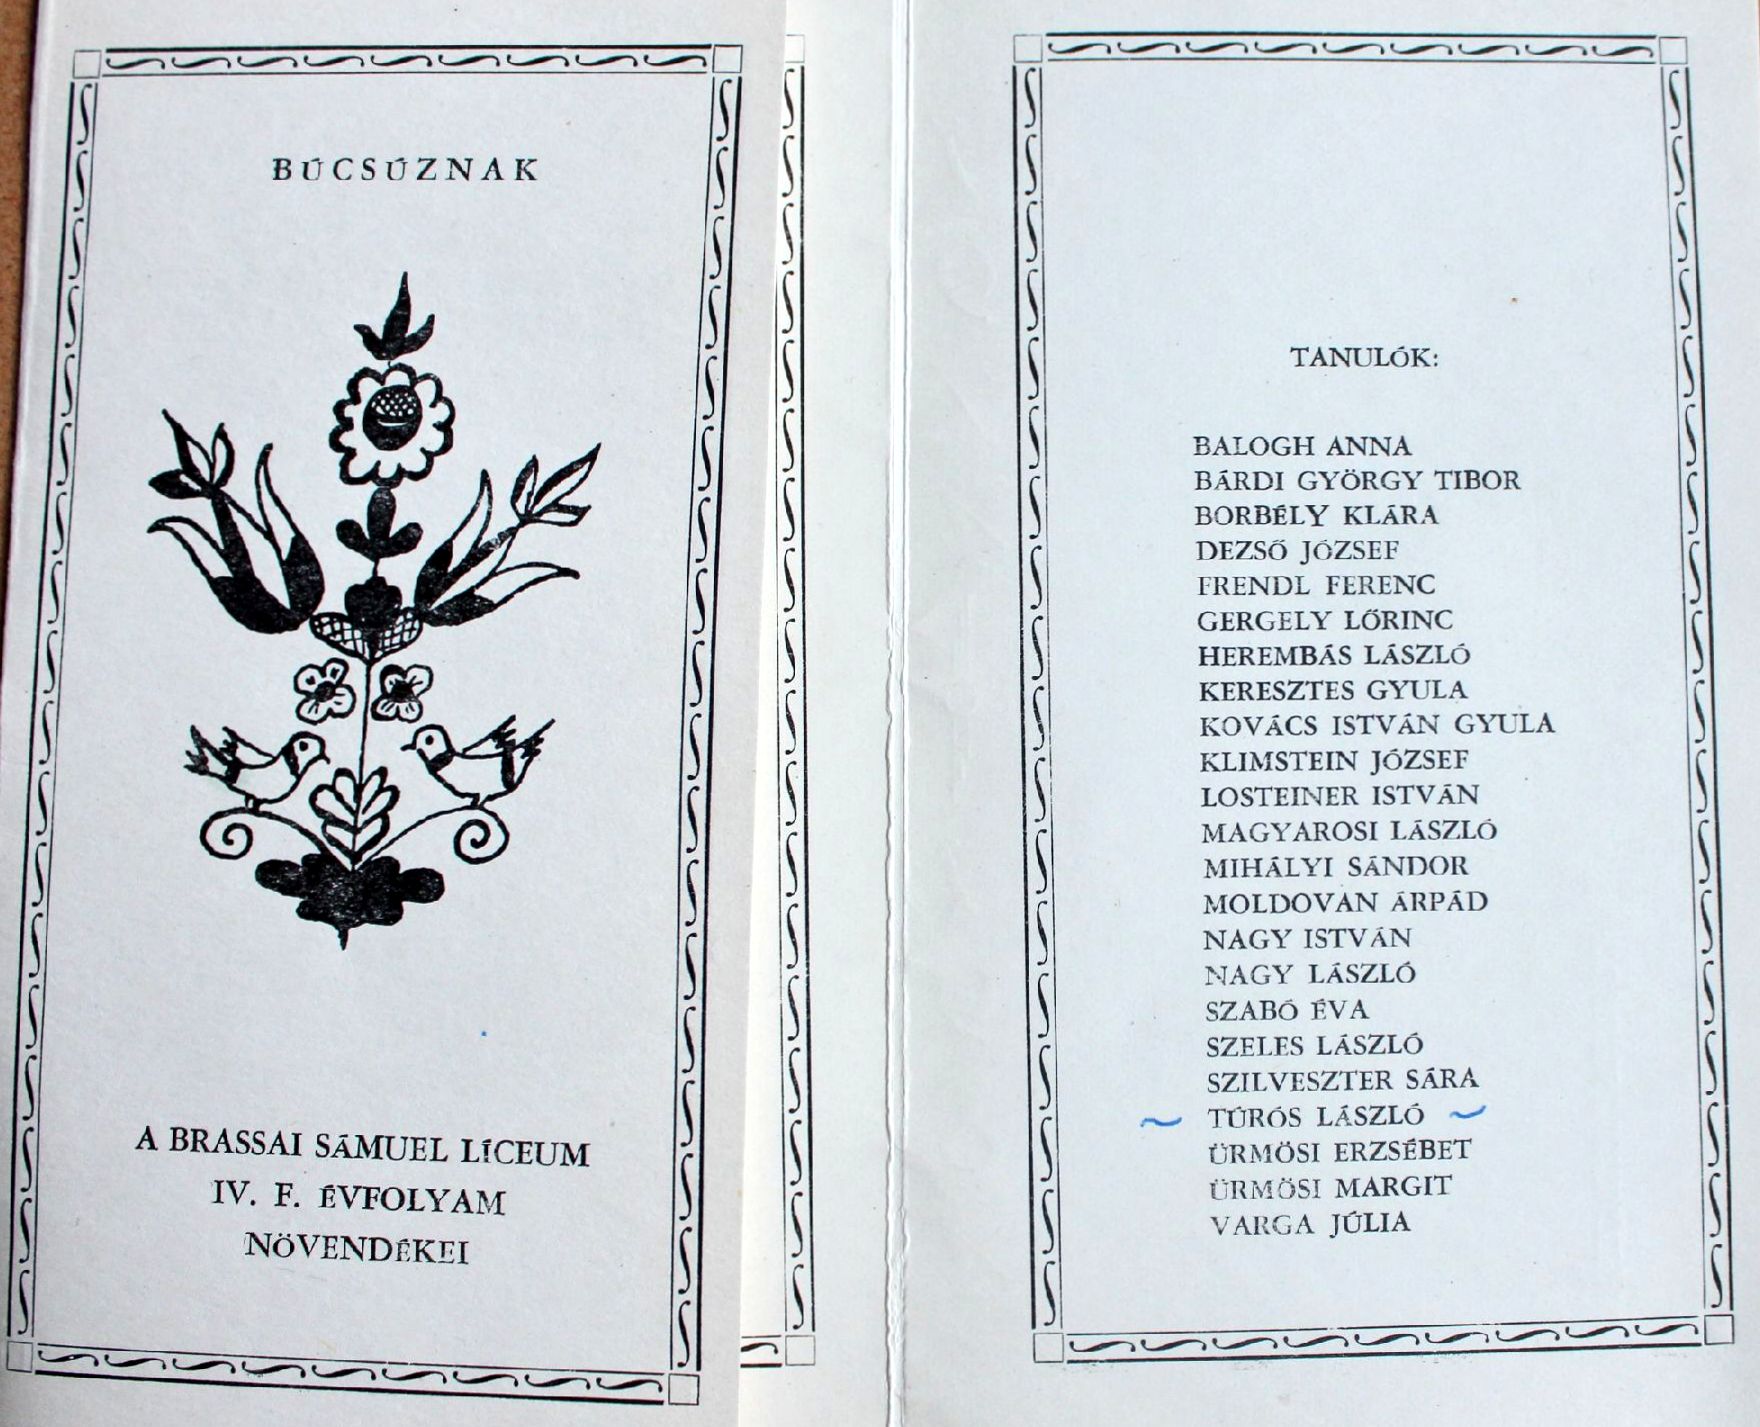 BÚCSÚZNAK
A BRASSAI SÁMUEL LÍCEUM
IV. F. ÉVFOLYAM
NÖVENDÉKEI
TANULÓK:
BALOGH ANNA
BÁRDI GYÖRGY TIBOR
BORBÉLY KLÁRA
DEZSŐ JÓZSEF
FRENDL FERENC
GERGELY LŐRINC
HEREMBÁS LÁSZLÓ
KERESZTES GYULA
KOVÁCS ISTVÁN GYULA
KLIMSTEIN JÓZSEF
LOSTEINER ISTVÁN
MAGYAROSI LÁSZLÓ
MIHÁLYI SÁNDOR
MOLDOVÁN ÁRPÁD
NAGY ISTVÁN
NAGY LÁSZLÓ
SZABÓ ÉVA
SZELES LÁSZLÓ
SZILVESZTER SÁRA
TÚRÓS LÁSZLÓ
ÜRMÖSI ERZSÉBET
ÜRMÖSI MARGIT
VARGA JÚLIA